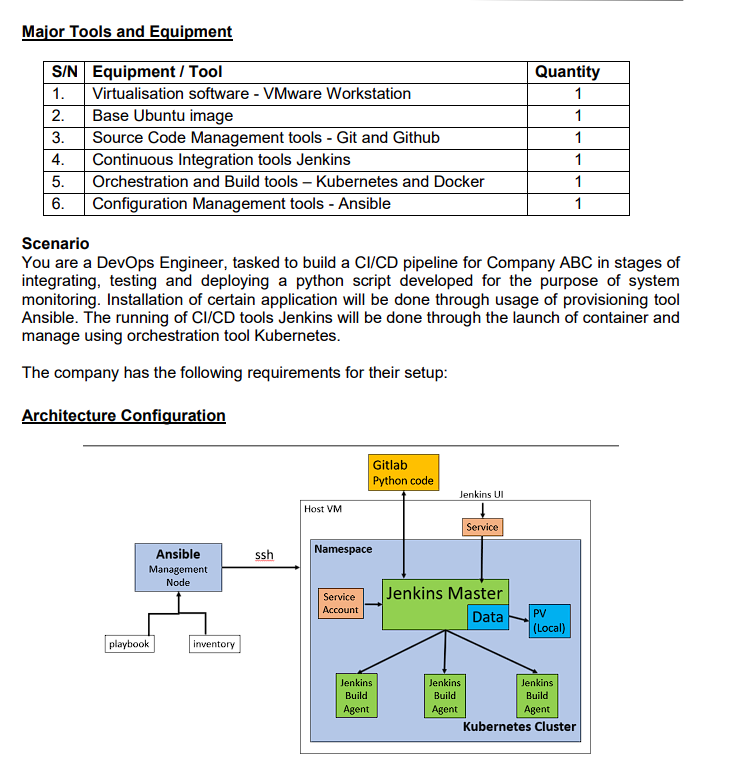 Major Tools and Equipment
S/N Equipment / Tool Quantity
1. Virtualisation software - VMware Workstation 1
2. Base Ubuntu image 1
3. Source Code Management tools - Git and Github 1
4. Continuous Integration tools Jenkins 1
5. Orchestration and Build tools – Kubernetes and Docker 1
6. Configuration Management tools - Ansible 1
Scenario
You are a DevOps Engineer, tasked to build a CI/CD pipeline for Company ABC in stages of
integrating, testing and deploying a python script developed for the purpose of system
monitoring. Installation of certain application will be done through usage of provisioning tool
Ansible. The running of CI/CD tools Jenkins will be done through the launch of container and
manage using orchestration tool Kubernetes.
The company has the following requirements for their setup:
Architecture Configuration
Gitlab
Python code
Jenkins UI
Host VM
Service
Namespace
Ansible
Management
Node
ssh
Service
Account
Jenkins Master
Data
PV
(Local)
playbook
inventory
Jenkins
Build
Agent
Jenkins
Build
Agent
Jenkins
Build
Agent
Kubernetes Cluster